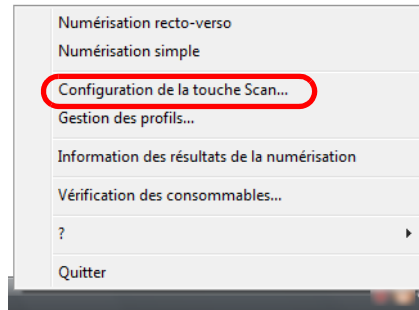 Numérisation recto-verso
Numérisation simple
Configuration de la touche Scan...
Gestion des profils...
Information des résultats de la numérisation
Vérification des consommables...
?
Quitter